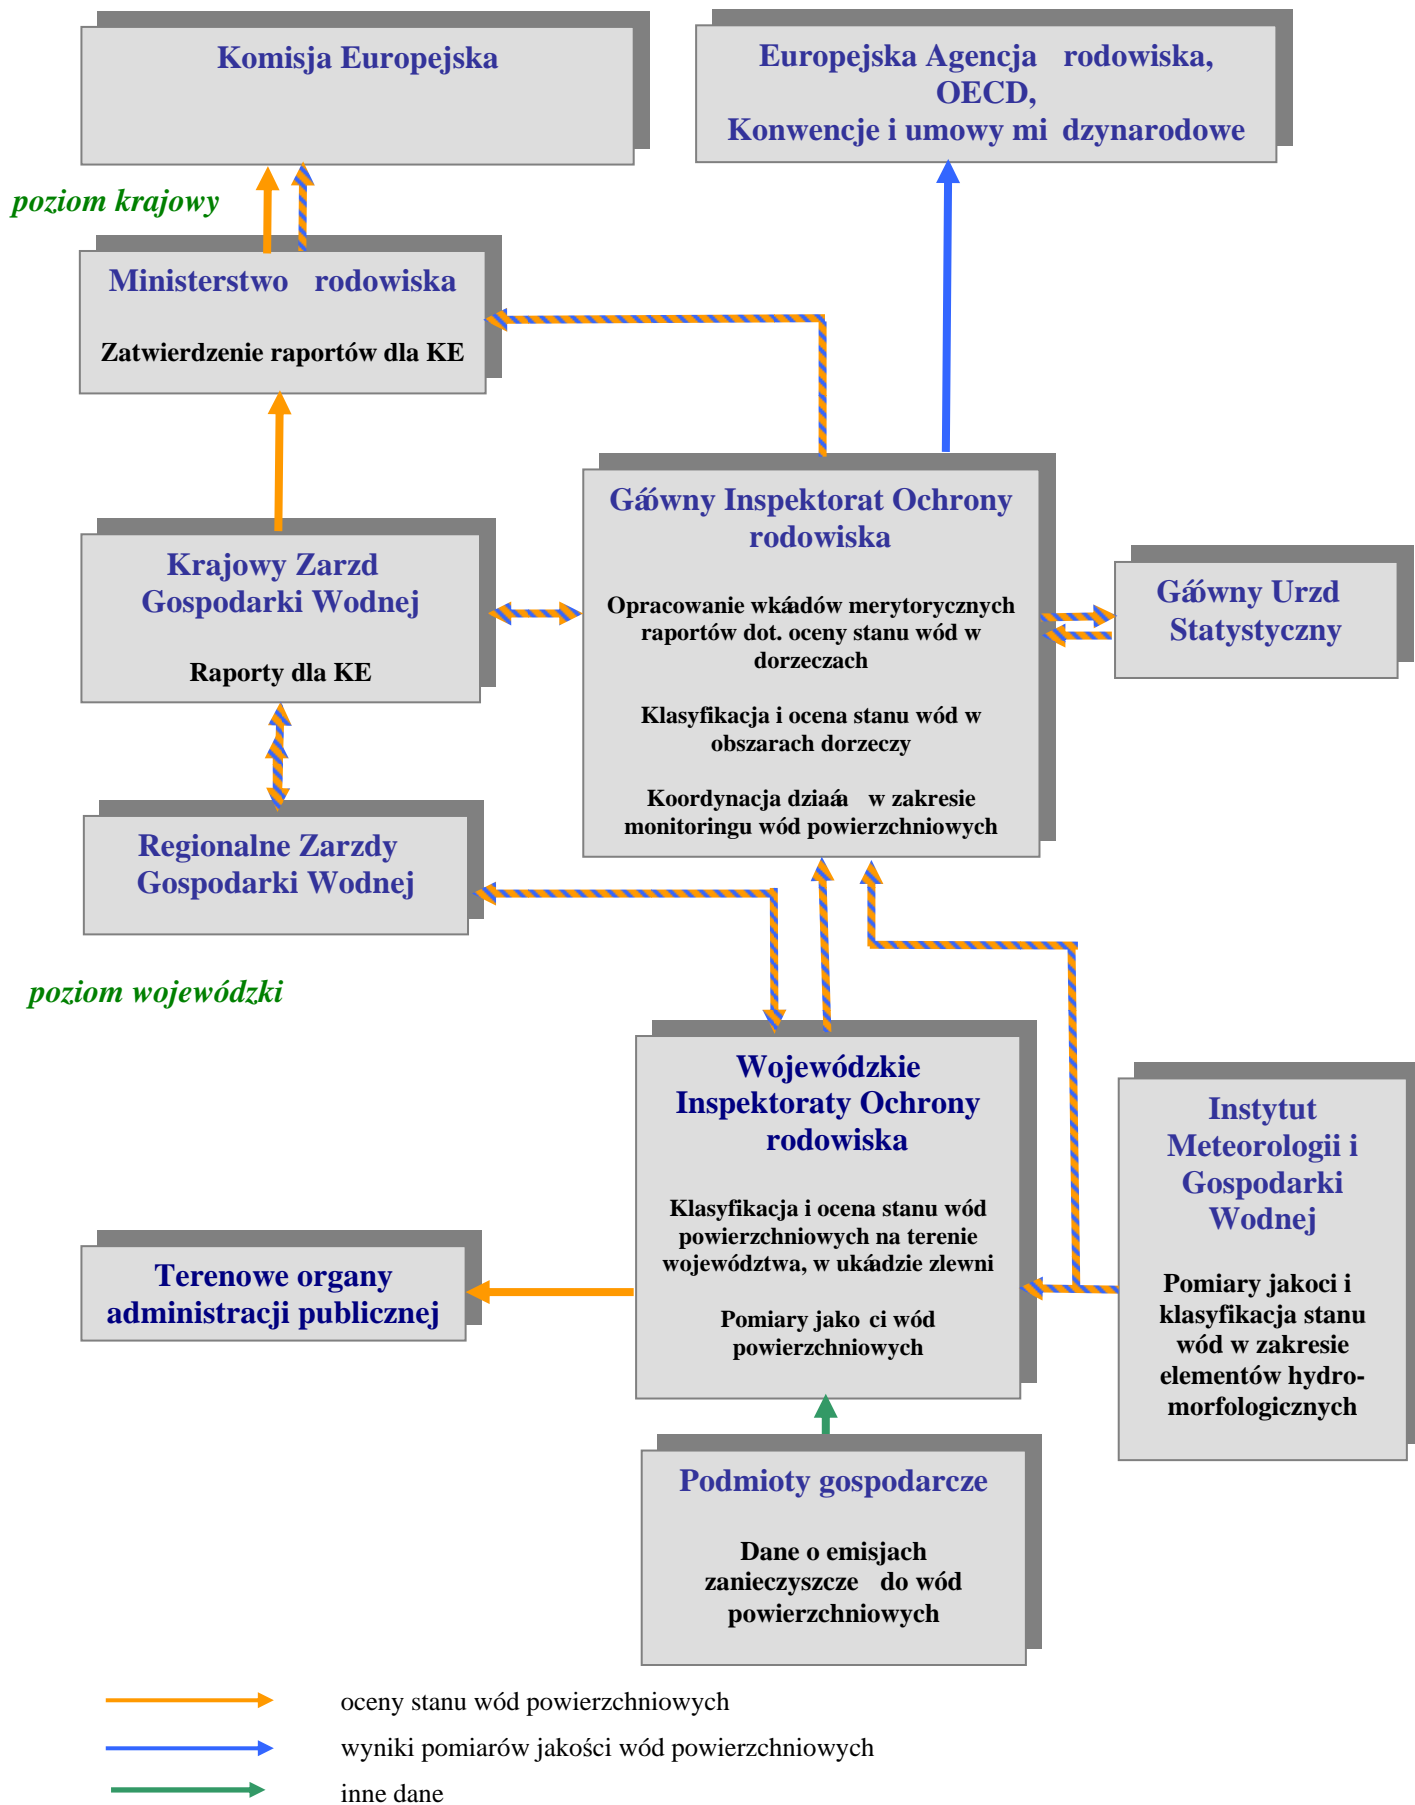 Komisja Europejska
Europejska Agencja rodowiska,
OECD,
Konwencje i umowy mi dzynarodowe
poziom krajowy
Ministerstwo rodowiska
Zatwierdzenie raportów dla KE
Krajowy Zarzd
Gospodarki Wodnej
Raporty dla KE
Gáówny Inspektorat Ochrony
rodowiska
Opracowanie wkáadów merytorycznych
raportów dot. oceny stanu wód w
dorzeczach
Klasyfikacja i ocena stanu wód w
obszarach dorzeczy
Koordynacja dziaáa w zakresie
monitoringu wód powierzchniowych
Gáówny Urzd
Statystyczny
Regionalne Zarzdy
Gospodarki Wodnej
poziom wojewódzki
Wojewódzkie
Inspektoraty Ochrony
rodowiska
Klasyfikacja i ocena stanu wód
powierzchniowych na terenie
województwa, w ukáadzie zlewni
Pomiary jako ci wód
powierzchniowych
Instytut
Meteorologii i
Gospodarki
Wodnej
Pomiary jakoci i
klasyfikacja stanu
wód w zakresie
elementów hydro-
morfologicznych
Terenowe organy
administracji publicznej
Podmioty gospodarcze
Dane o emisjach
zanieczyszcze do wód
powierzchniowych
oceny stanu wód powierzchniowych
wyniki pomiarów jakości wód powierzchniowych
inne dane